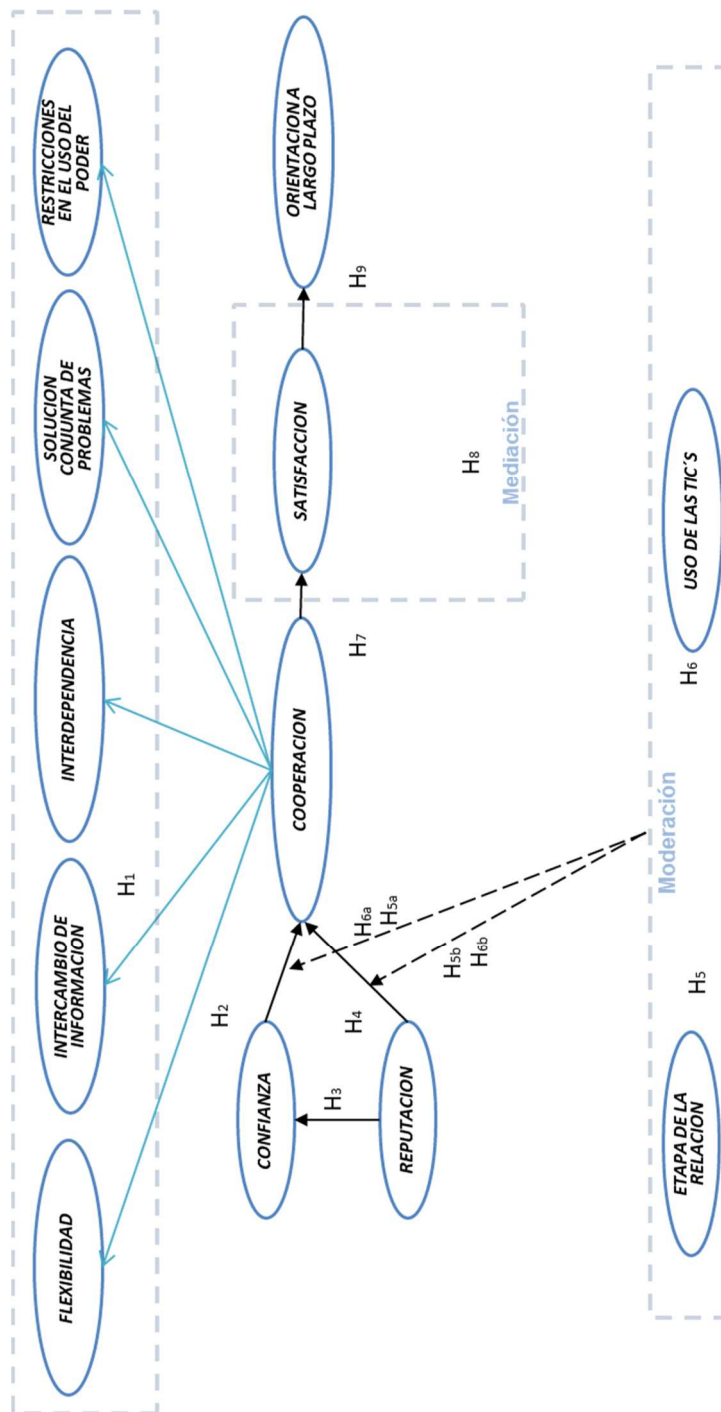 FLEXIBILIDAD
INTERCAMBIO DE
INFORMACION
INTERDEPENDENCIA
SOLUCION
CONJUNTA DE
PROBLEMAS
RESTRICCIONES
EN EL USO DEL
PODER
H1
H2
CONFIANZA
H3
REPUTACION
H4
COOPERACION
H7
SATISFACCION
H8
Mediación
ORIENTACION A
LARGO PLAZO
H9
H6a
H5a
H5b
H6b
Moderación
ETAPA DE LA
RELACION
H5
H6
USO DE LAS TIC´S